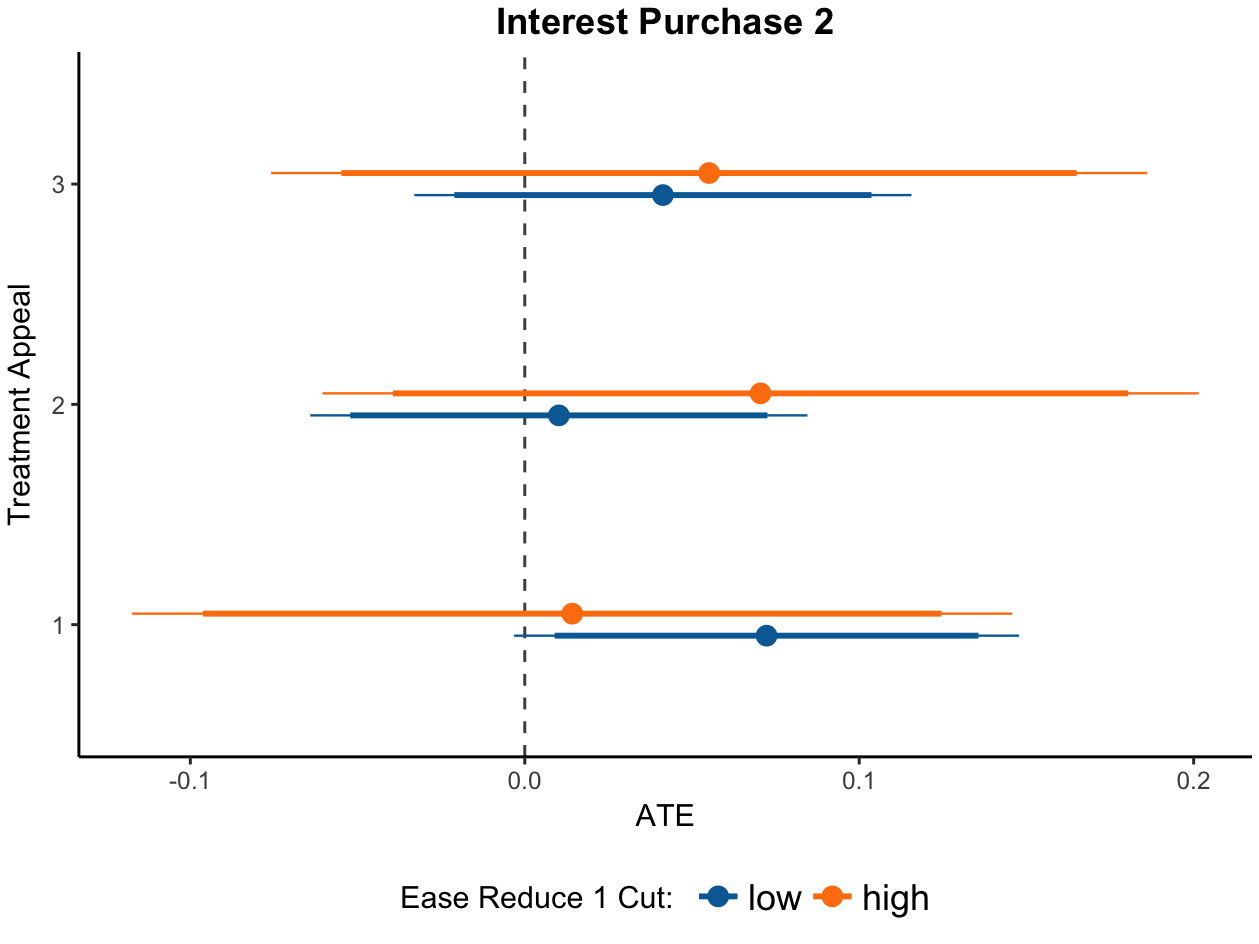 Interest Purchase 2
Treatment Appeal
3
2
1
-0.1 0.0 0.1 0.2
ATE
Ease Reduce 1 Cut: low high